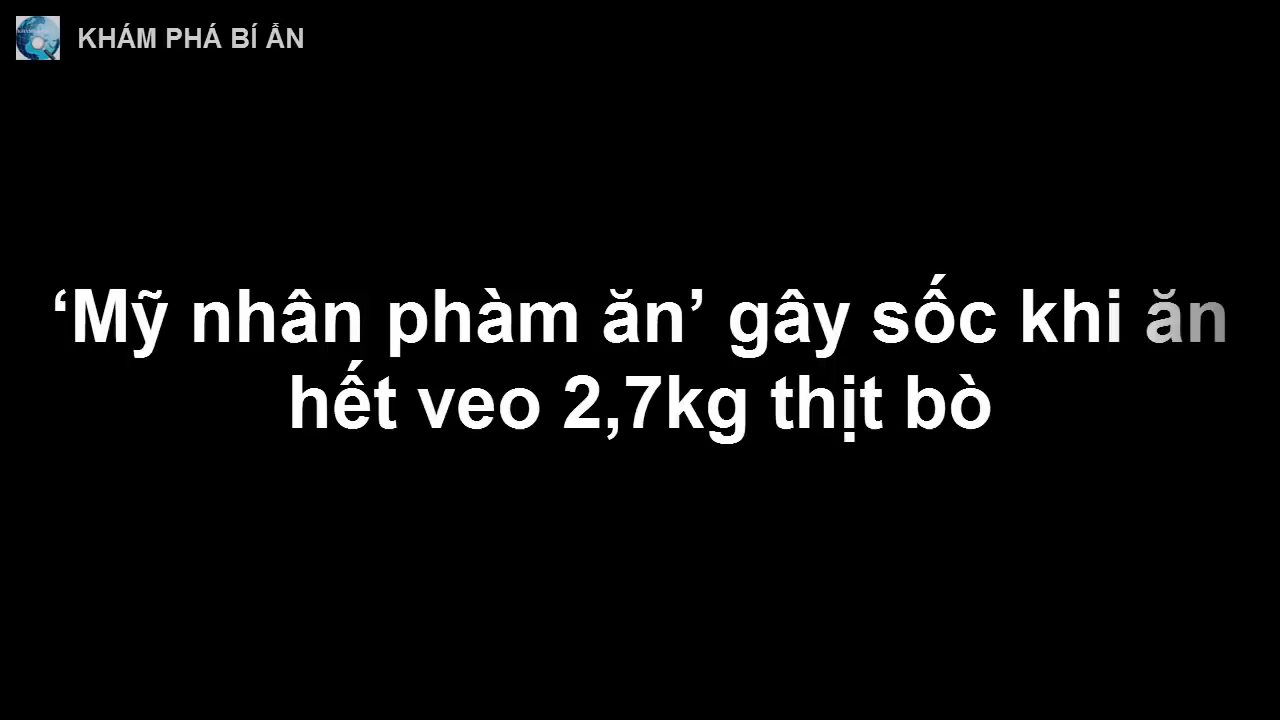 KHÁM PHÁ BÍ ẨN
‘Mỹ nhân phàm ăn’ gây sốc khi ăn
hết veo 2,7kg thịt bò